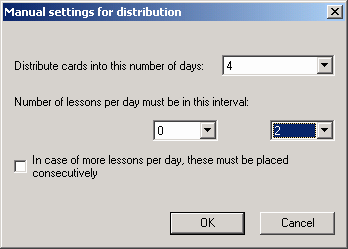 Manual settings for distribution
Distribute cards into this number of days: 4
Number of lessons per day must be in this interval:
0 2
In case of more lessons per day, these must be placed
consecutively
OK Cancel